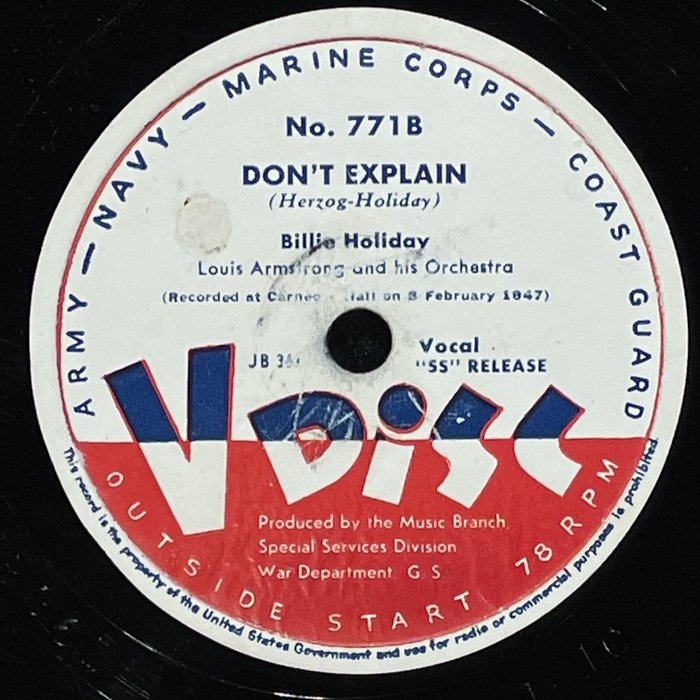 ARMY — NAVY — MARINE CORPS — COAST GUARD
No. 771B
DON'T EXPLAIN
(Herzog-Holiday)
Billie Holiday
Louis Armstrong and his Orchestra
(Recorded at Hall on 8 February 1947)
JB
Vocal
"SS" RELEASE
V Disc
Produced by the Music Branch
Special Services Division
War Department G S
OUTSIDE START 78 RPM
This record is the property of the United States Government and use for radio or commercial purposes is prohibited.